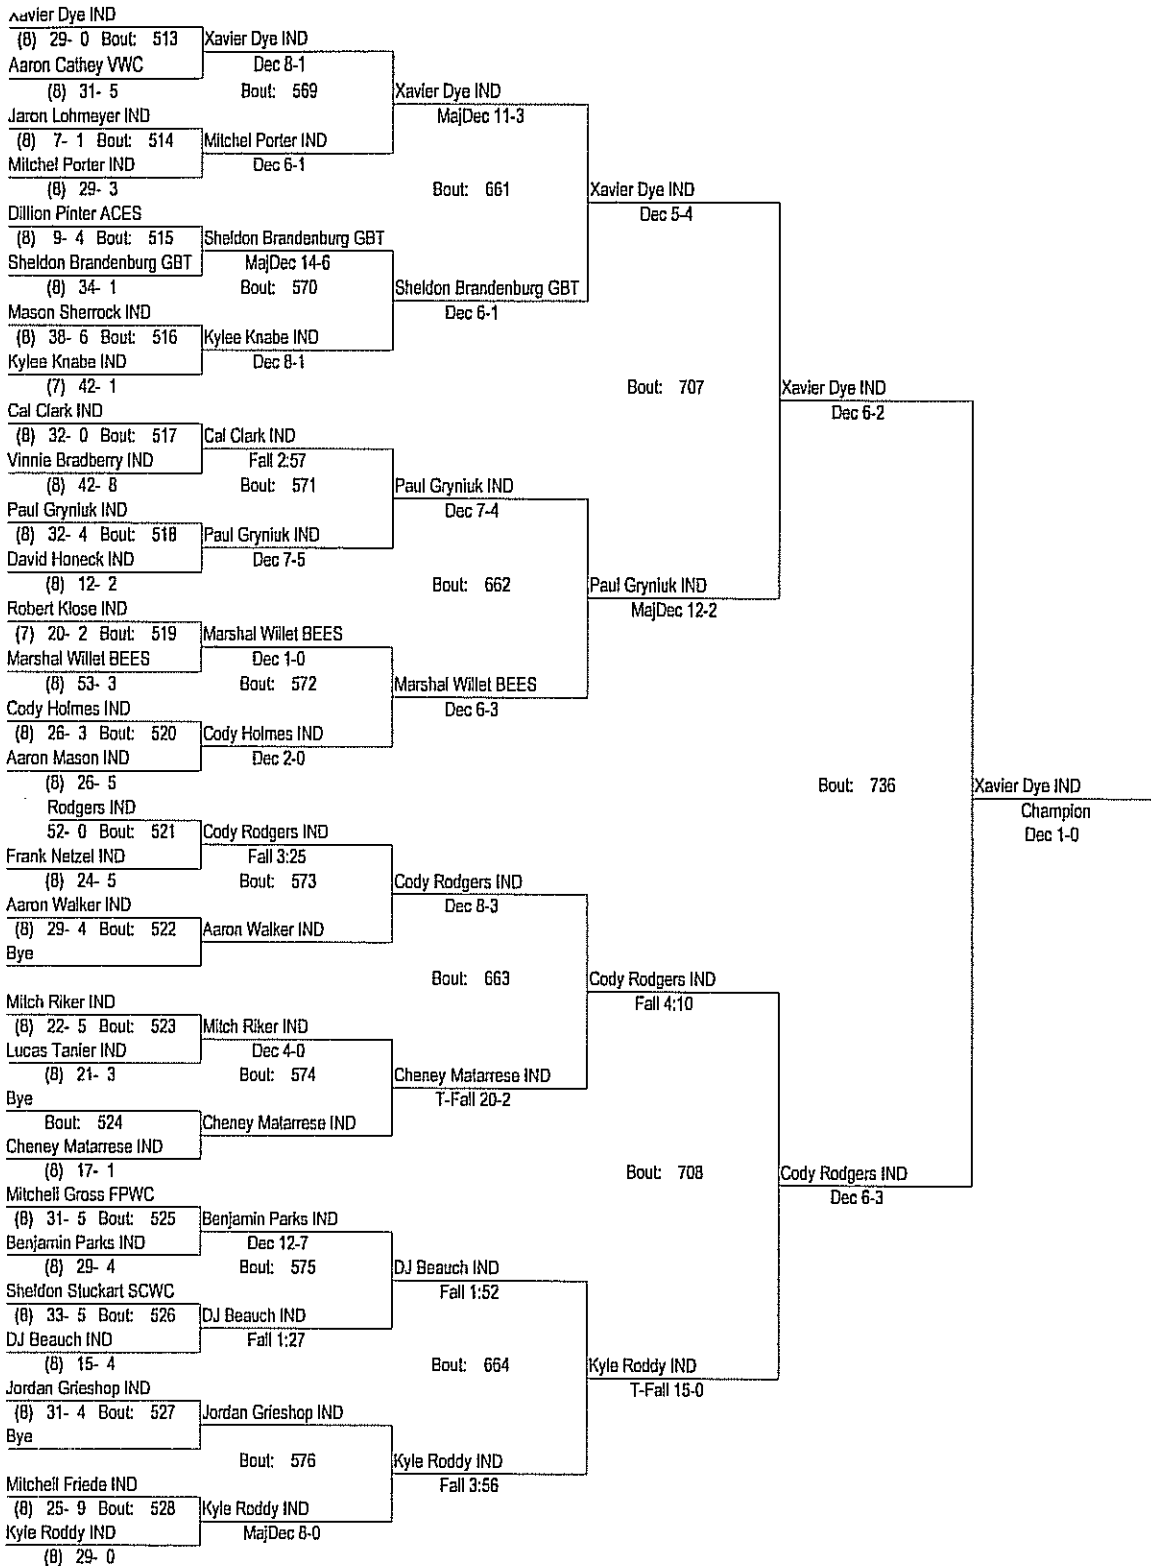 Xavier Dye IND
(8) 29- 0 Bout: 513
Aaron Cathey VWC
(8) 31- 5
Jaron Lohmeyer IND
(8) 7- 1 Bout: 514
Mitchel Porter IND
(8) 29- 3
Dillion Pinter ACES
(8) 9- 4 Bout: 515
Sheldon Brandenburg GBT
(8) 34- 1
Mason Sherrock IND
(8) 38- 6 Bout: 516
Kylee Knabe IND
(7) 42- 1
Cal Clark IND
(8) 32- 0 Bout: 517
Vinnie Bradberry IND
(8) 42- 8
Paul Gryniuk IND
(8) 32- 4 Bout: 518
David Honeck IND
(8) 12- 2
Robert Klose IND
(7) 20- 2 Bout: 519
Marshal Willet BEES
(8) 53- 3
Cody Holmes IND
(8) 26- 3 Bout: 520
Aaron Mason IND
(8) 26- 5
Rodgers IND
52- 0 Bout: 521
Frank Netzel IND
(8) 24- 5
Aaron Walker IND
(8) 29- 4 Bout: 522
Bye
Mitch Riker IND
(8) 22- 5 Bout: 523
Lucas Tanier IND
(8) 21- 3
Bye
Bout: 524
Cheney Matarrese IND
(8) 17- 1
Mitchell Gross FPWC
(8) 31- 5 Bout: 525
Benjamin Parks IND
(8) 29- 4
Sheldon Stuckart SCWC
(8) 33- 5 Bout: 526
DJ Beauch IND
(8) 15- 4
Jordan Grieshop IND
(8) 31- 4 Bout: 527
Bye
Mitchell Friede IND
(8) 25- 9 Bout: 528
Kyle Roddy IND
(8) 29- 0
Xavier Dye IND
Dec 8-1
Bout: 569
Mitchel Porter IND
Dec 6-1
Sheldon Brandenburg GBT
MajDec 14-6
Bout: 570
Kylee Knabe IND
Dec 8-1
Cal Clark IND
Fall 2:57
Bout: 571
Paul Gryniuk IND
Dec 7-5
Marshal Willet BEES
Dec 1-0
Bout: 572
Cody Holmes IND
Dec 2-0
Cody Rodgers IND
Fall 3:25
Bout: 573
Aaron Walker IND
Mitch Riker IND
Dec 4-0
Bout: 574
Cheney Matarrese IND
Benjamin Parks IND
Dec 12-7
Bout: 575
DJ Beauch IND
Fall 1:27
Jordan Grieshop IND
Bout: 576
Kyle Roddy IND
MajDec 8-0
Xavier Dye IND
MajDec 11-3
Bout: 661
Sheldon Brandenburg GBT
Dec 6-1
Paul Gryniuk IND
Dec 7-4
Bout: 662
Marshal Willet BEES
Dec 6-3
Cody Rodgers IND
Dec 8-3
Bout: 663
Cheney Matarrese IND
T-Fall 20-2
DJ Beauch IND
Fall 1:52
Bout: 664
Kyle Roddy IND
Fall 3:56
Xavier Dye IND
Dec 5-4
Bout: 707
Paul Gryniuk IND
MajDec 12-2
Cody Rodgers IND
Fall 4:10
Bout: 708
Kyle Roddy IND
T-Fall 15-0
Xavier Dye IND
Dec 6-2
Bout: 736
Cody Rodgers IND
Dec 6-3
Xavier Dye IND
Champion
Dec 1-0